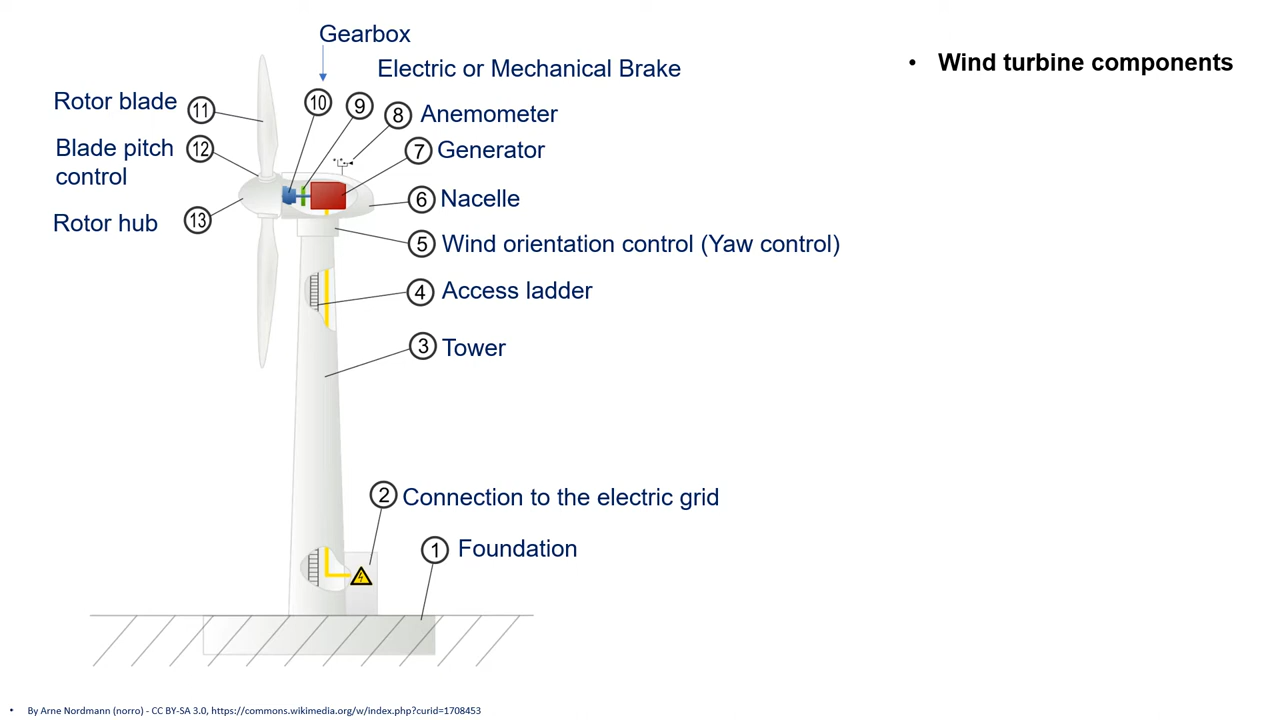 Gearbox
• Wind turbine components
Electric or Mechanical Brake
Rotor blade
11
10
9
8 Anemometer
Blade pitch
control
12
7 Generator
6 Nacelle
Rotor hub
13
5 Wind orientation control (Yaw control)
4 Access ladder
3 Tower
2 Connection to the electric grid
1 Foundation
• By Arne Nordmann (norro) - CC BY-SA 3.0, https://commons.wikimedia.org/w/index.php?curid=1708453